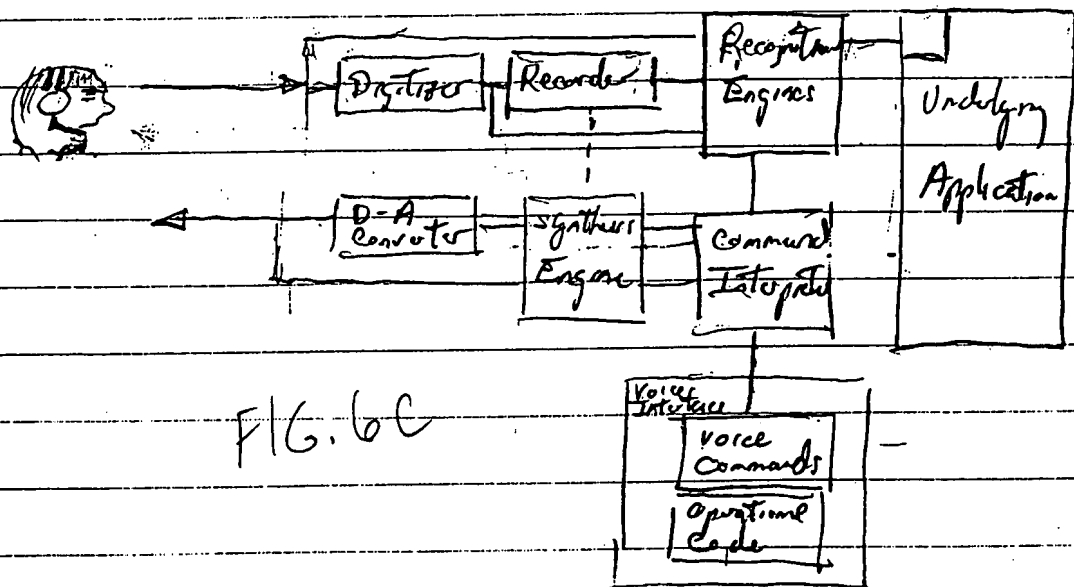 Digitizer
Recorder
Recognition
Engines
Underlying
Application
D-A
Converter
Synthesis
Engine
Command
Interpreter
FIG. 6C
Voice
Interface
Voice
Commands
Operational
Code